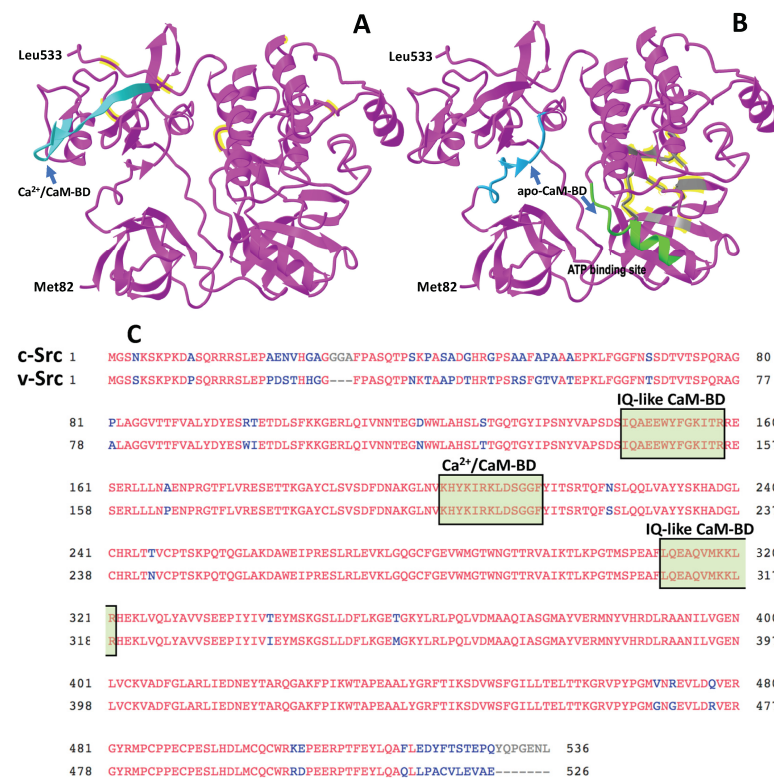 A
B
Leu533
Leu533
Ca²⁺/CaM-BD
apo-CaM-BD
ATP binding site
Met82
Met82
C
c-Src 1 MGSNKSKPKDASQRRRSLEPAENVHGAGGGAFPASQTPSKPASADGHRGPSAAFAPAAAEPKLFGGFNSSDTVTSPQRAG 80
v-Src 1 MGSSKSKPKDPSQRRRSLEPPDSTHHGG---FPASQTPNKTAAPDTHRTPSRSFGTVATEPKLFGGFNTSDTVTSPQRAG 77
IQ-like CaM-BD
81 PLAGGVTTFVALYDYESRTETDLSFKKGERLQIVNNTEGDWWLAHSLSTGQTGYIPSNYVAPSDSIQAEEWYFGKITRRE 160
78 ALAGGVTTFVALYDYESWIETDLSFKKGERLQIVNNTEGNWWLAHSLTTGQTGYIPSNYVAPSDSIQAEEWYFGKITRRE 157
Ca²⁺/CaM-BD
161 SERLLLNAENPRGTFLVRESETTKGAYCLSVSDFDNAKGLNVKHYKIRKLDSGGFYITSRTQFNSLQQLVAYYSKHADGL 240
158 SERLLLNPENPRGTFLVRESETTKGAYCLSVSDFDNAKGLNVKHYKIRKLDSGGFYITSRTQFSSLQQLVAYYSKHADGL 237
IQ-like CaM-BD
241 CHRLTTVCPTSKPQTQGLAKDAWEIPRESLRLEVKLGQGCFGEVWMGTWNGTTRVAIKTLKPGTMSPEAFLQEAQVMKKL 320
238 CHRLTNVCPTSKPQTQGLAKDAWEIPRESLRLEVKLGQGCFGEVWMGTWNGTTRVAIKTLKPGTMSPEAFLQEAQVMKKL 317
321 RHEKLVQLYAVVSEEPIYIVTEYMSKGSLLDFLKGETGKYLRLPQLVDMAAQIASGMAYVERMNYVHRDLRAANILVGEN 400
318 RHEKLVQLYAVVSEEPIYIVIEYMSKGSLLDFLKGEMGKYLRLPQLVDMAAQIASGMAYVERMNYVHRDLRAANILVGEN 397
401 LVCKVADFGLARLIEDNEYTARQGAKFPIKWTAPEAALYGRFTIKSDVWSFGILLTELTTKGRVPYPGMVNREVLDQVER 480
398 LVCKVADFGLARLIEDNEYTARQGAKFPIKWTAPEAALYGRFTIKSDVWSFGILLTELTTKGRVPYPGMGNGEVLDRVER 477
481 GYRMPCPPECPESLHDLMCQCWRKEPEERPTFEYLQAFLEDYFTSTEPQYQPGENL 536
478 GYRMPCPPECPESLHDLMCQCWRRDPEERPTFEYLQAQLLPACVLEVAE------- 526